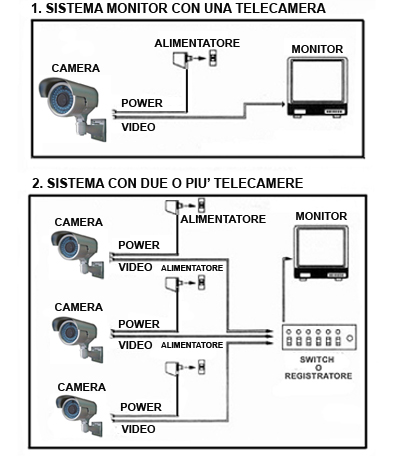 1. SISTEMA MONITOR CON UNA TELECAMERA
ALIMENTATORE
MONITOR
CAMERA
POWER
VIDEO
2. SISTEMA CON DUE O PIU' TELECAMERE
CAMERA
ALIMENTATORE
MONITOR
POWER
VIDEO
ALIMENTATORE
CAMERA
POWER
VIDEO
ALIMENTATORE
SWITCH
O
REGISTRATORE
CAMERA
POWER
VIDEO